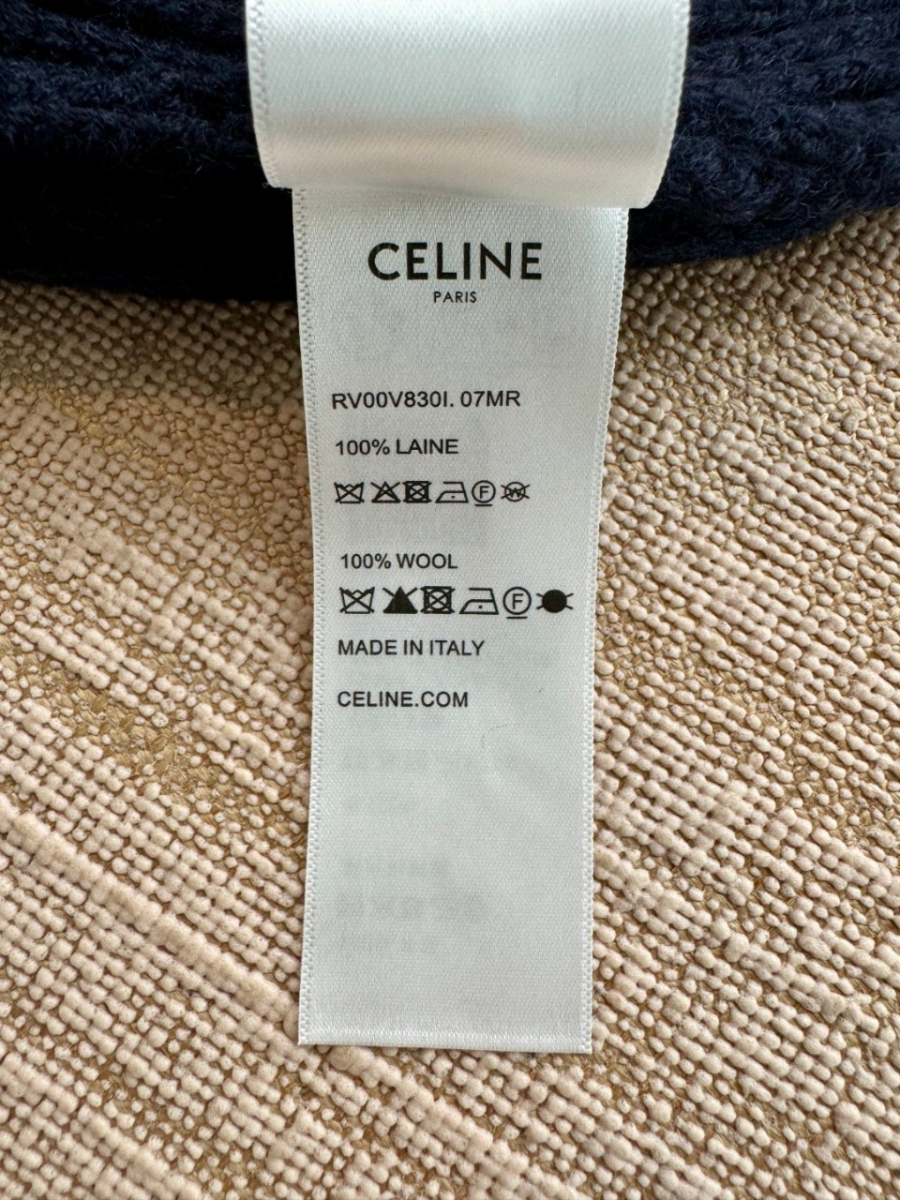 CELINE
PARIS
RV00V830I. 07MR
100% LAINE
100% WOOL
MADE IN ITALY
CELINE.COM